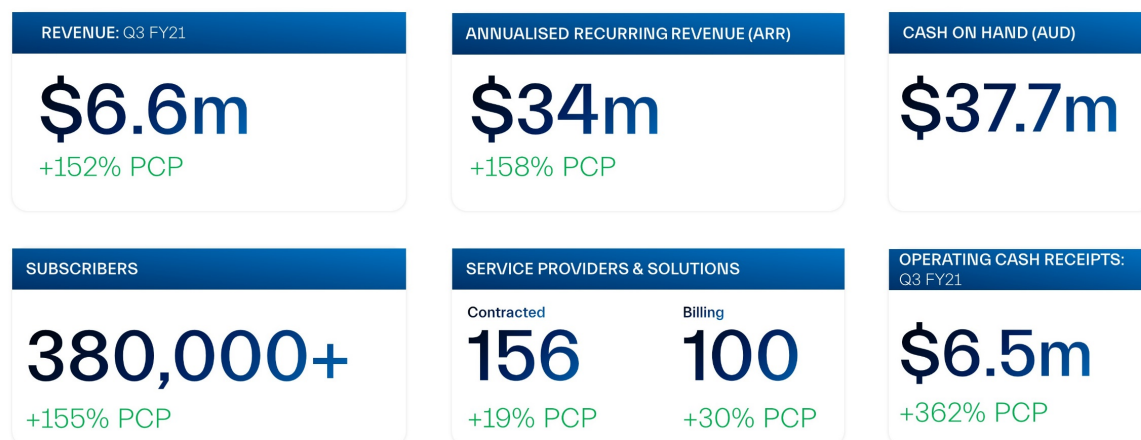 REVENUE: Q3 FY21
$6.6m
+152% PCP
ANNUALISED RECURRING REVENUE (ARR)
$34m
+158% PCP
CASH ON HAND (AUD)
$37.7m
SUBSCRIBERS
380,000+
+155% PCP
SERVICE PROVIDERS & SOLUTIONS
Contracted
156
+19% PCP
Billing
100
+30% PCP
OPERATING CASH RECEIPTS:
Q3 FY21
$6.5m
+362% PCP